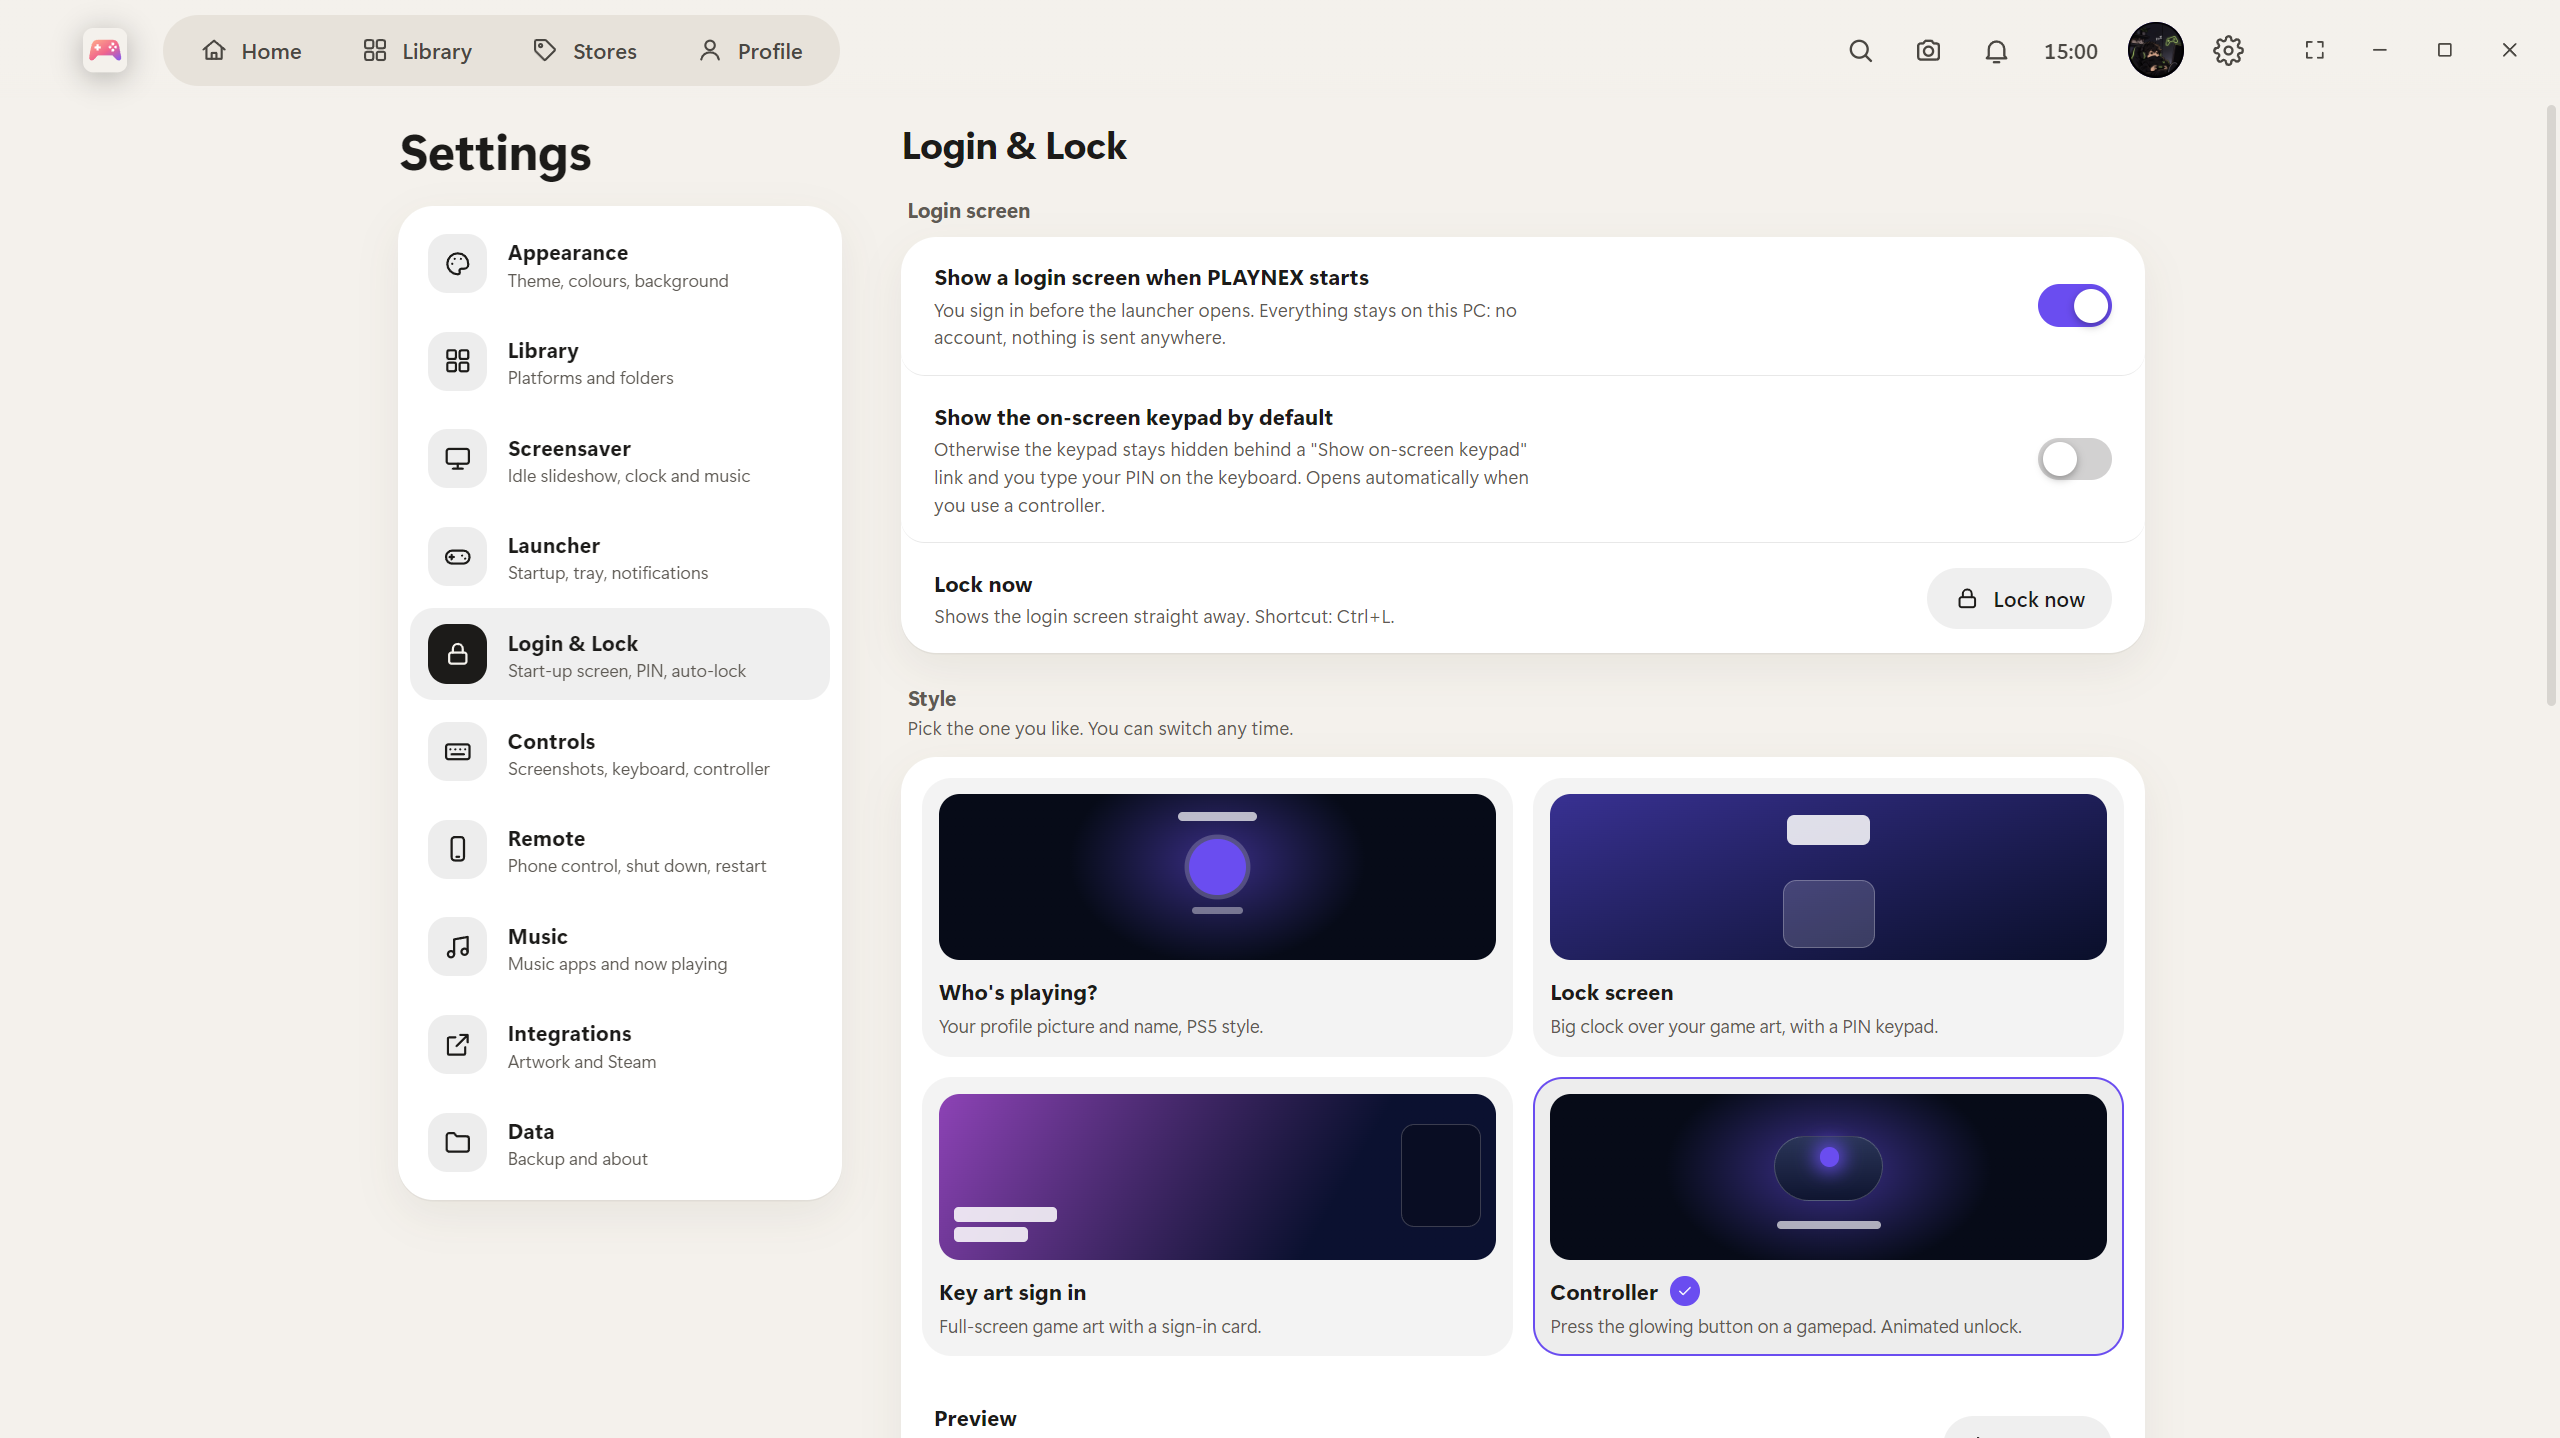 Home
Library
Stores
Profile
15:00
Settings
Appearance
Theme, colours, background
Library
Platforms and folders
Screensaver
Idle slideshow, clock and music
Launcher
Startup, tray, notifications
Login & Lock
Start-up screen, PIN, auto-lock
Controls
Screenshots, keyboard, controller
Remote
Phone control, shut down, restart
Music
Music apps and now playing
Integrations
Artwork and Steam
Data
Backup and about
Login & Lock
Login screen
Show a login screen when PLAYNEX starts
You sign in before the launcher opens. Everything stays on this PC: no
account, nothing is sent anywhere.
Show the on-screen keypad by default
Otherwise the keypad stays hidden behind a "Show on-screen keypad"
link and you type your PIN on the keyboard. Opens automatically when
you use a controller.
Lock now
Shows the login screen straight away. Shortcut: Ctrl+L.
Lock now
Style
Pick the one you like. You can switch any time.
Who's playing?
Your profile picture and name, PS5 style.
Lock screen
Big clock over your game art, with a PIN keypad.
Key art sign in
Full-screen game art with a sign-in card.
Controller
Press the glowing button on a gamepad. Animated unlock.
Preview